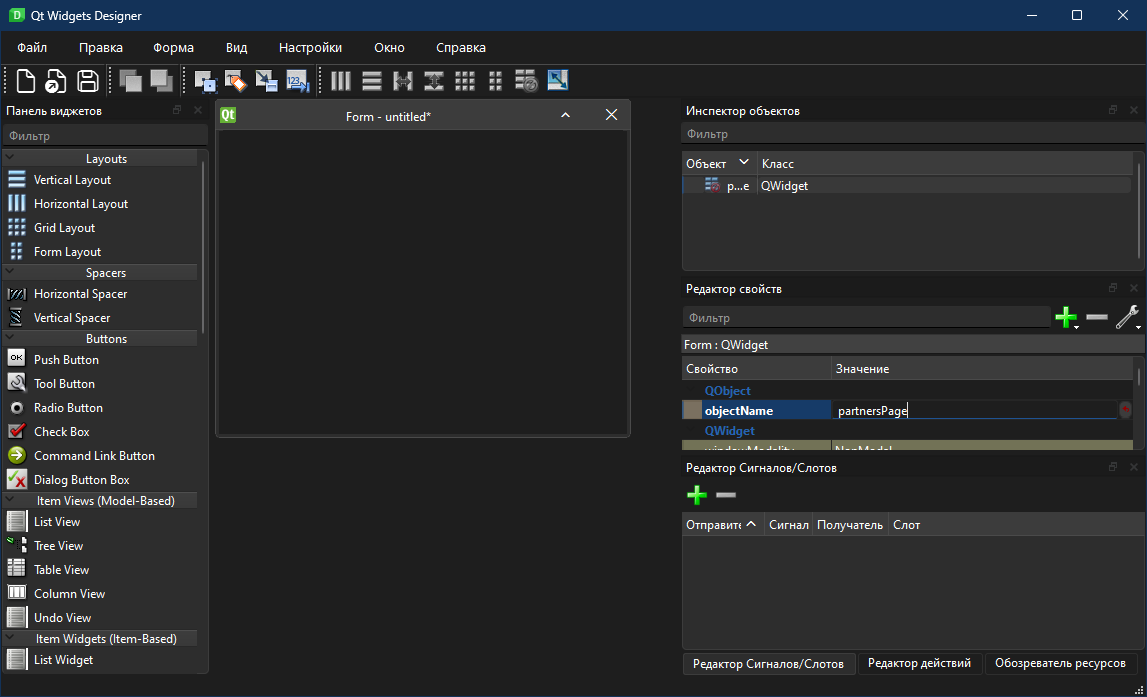 Qt Widgets Designer
Файл Правка Форма Вид Настройки Окно Справка
Панель виджетов
Фильтр
Layouts
Vertical Layout
Horizontal Layout
Grid Layout
Form Layout
Spacers
Horizontal Spacer
Vertical Spacer
Buttons
OK
Push Button
Tool Button
Radio Button
Check Box
Command Link Button
Dialog Button Box
Item Views (Model-Based)
List View
Tree View
Table View
Column View
Undo View
Item Widgets (Item-Based)
List Widget
Qt
Form - untitled*
Инспектор объектов
Фильтр
Объект Класс
p...e QWidget
Редактор свойств
Фильтр
Form : QWidget
Свойство Значение
QObject
objectName partnersPage
QWidget
windowModality NonModal
Редактор Сигналов/Слотов
Отправите Сигнал Получатель Слот
Редактор Сигналов/Слотов Редактор действий Обозреватель ресурсов